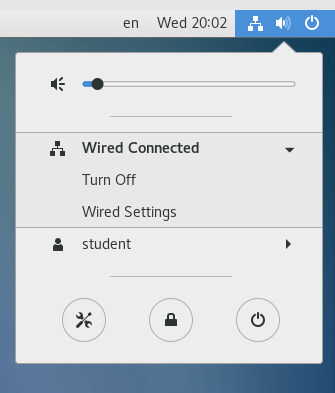 en Wed 20:02
Wired Connected
Turn Off
Wired Settings
student